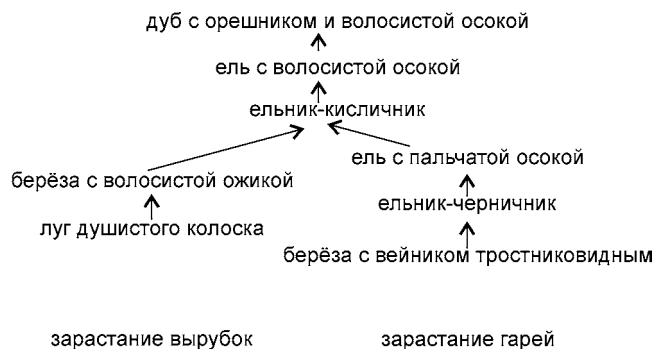 дуб с орешником и волосистой осокой
ель с волосистой осокой
ельник-кисличник
ель с пальчатой осокой
берёза с волосистой ожикой
ельник-черничник
луг душистого колоска
берёза с вейником тростниковидным
зарастание вырубок
зарастание гарей